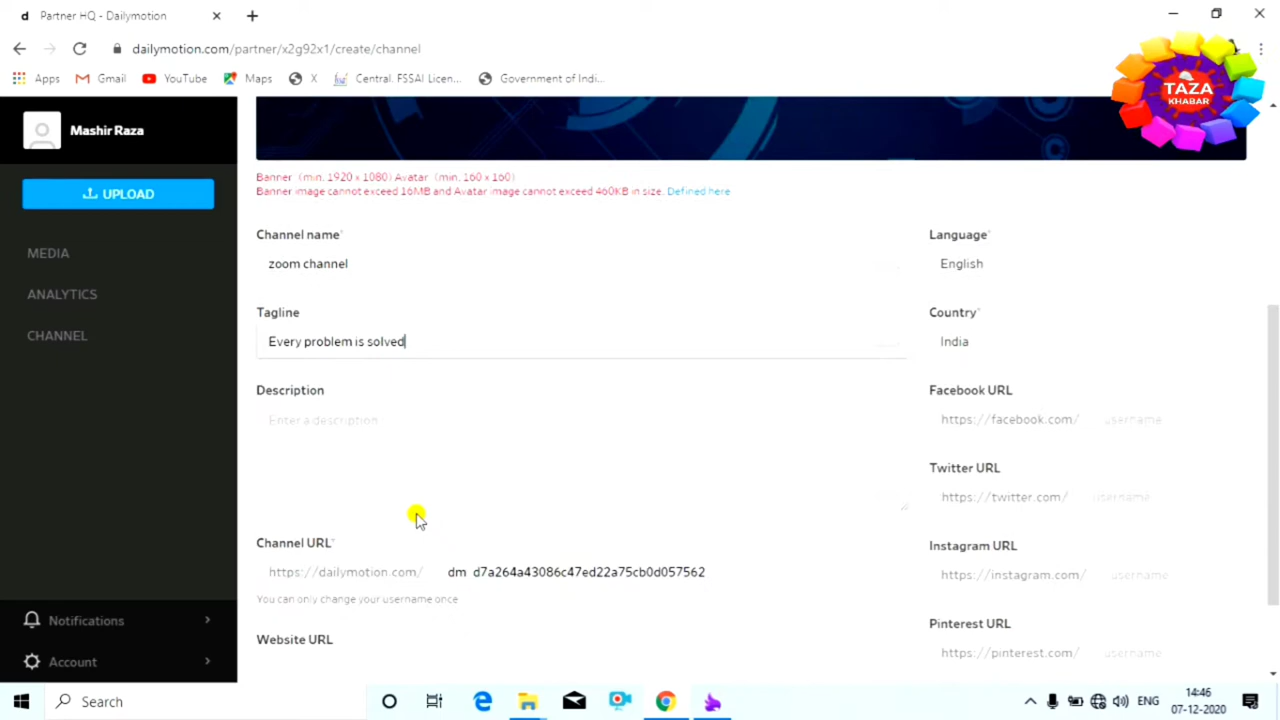 d Partner HQ - Dailymotion
dailymotion.com/partner/x2g92x1/create/channel
Apps Gmail YouTube Maps X Central. FSSAI Licen... Government of Indi...
TAZA
KHABAR
Mashir Raza
UPLOAD
MEDIA
ANALYTICS
CHANNEL
Notifications
Account
Banner (min. 1920 x 1080) Avatar (min. 160 x 160)
Banner image cannot exceed 16MB and Avatar image cannot exceed 460KB in size. Defined here
Channel name*
zoom channel
Tagline
Every problem is solved
Description
Enter a description
Channel URL*
https://dailymotion.com/ dm_d7a264a43086c47ed22a75cb0d057562
You can only change your username once
Website URL
Language*
English
Country*
India
Facebook URL
https://facebook.com/ username
Twitter URL
https://twitter.com/ username
Instagram URL
https://instagram.com/ username
Pinterest URL
https://pinterest.com/ username
Search
ENG
14:46
07-12-2020